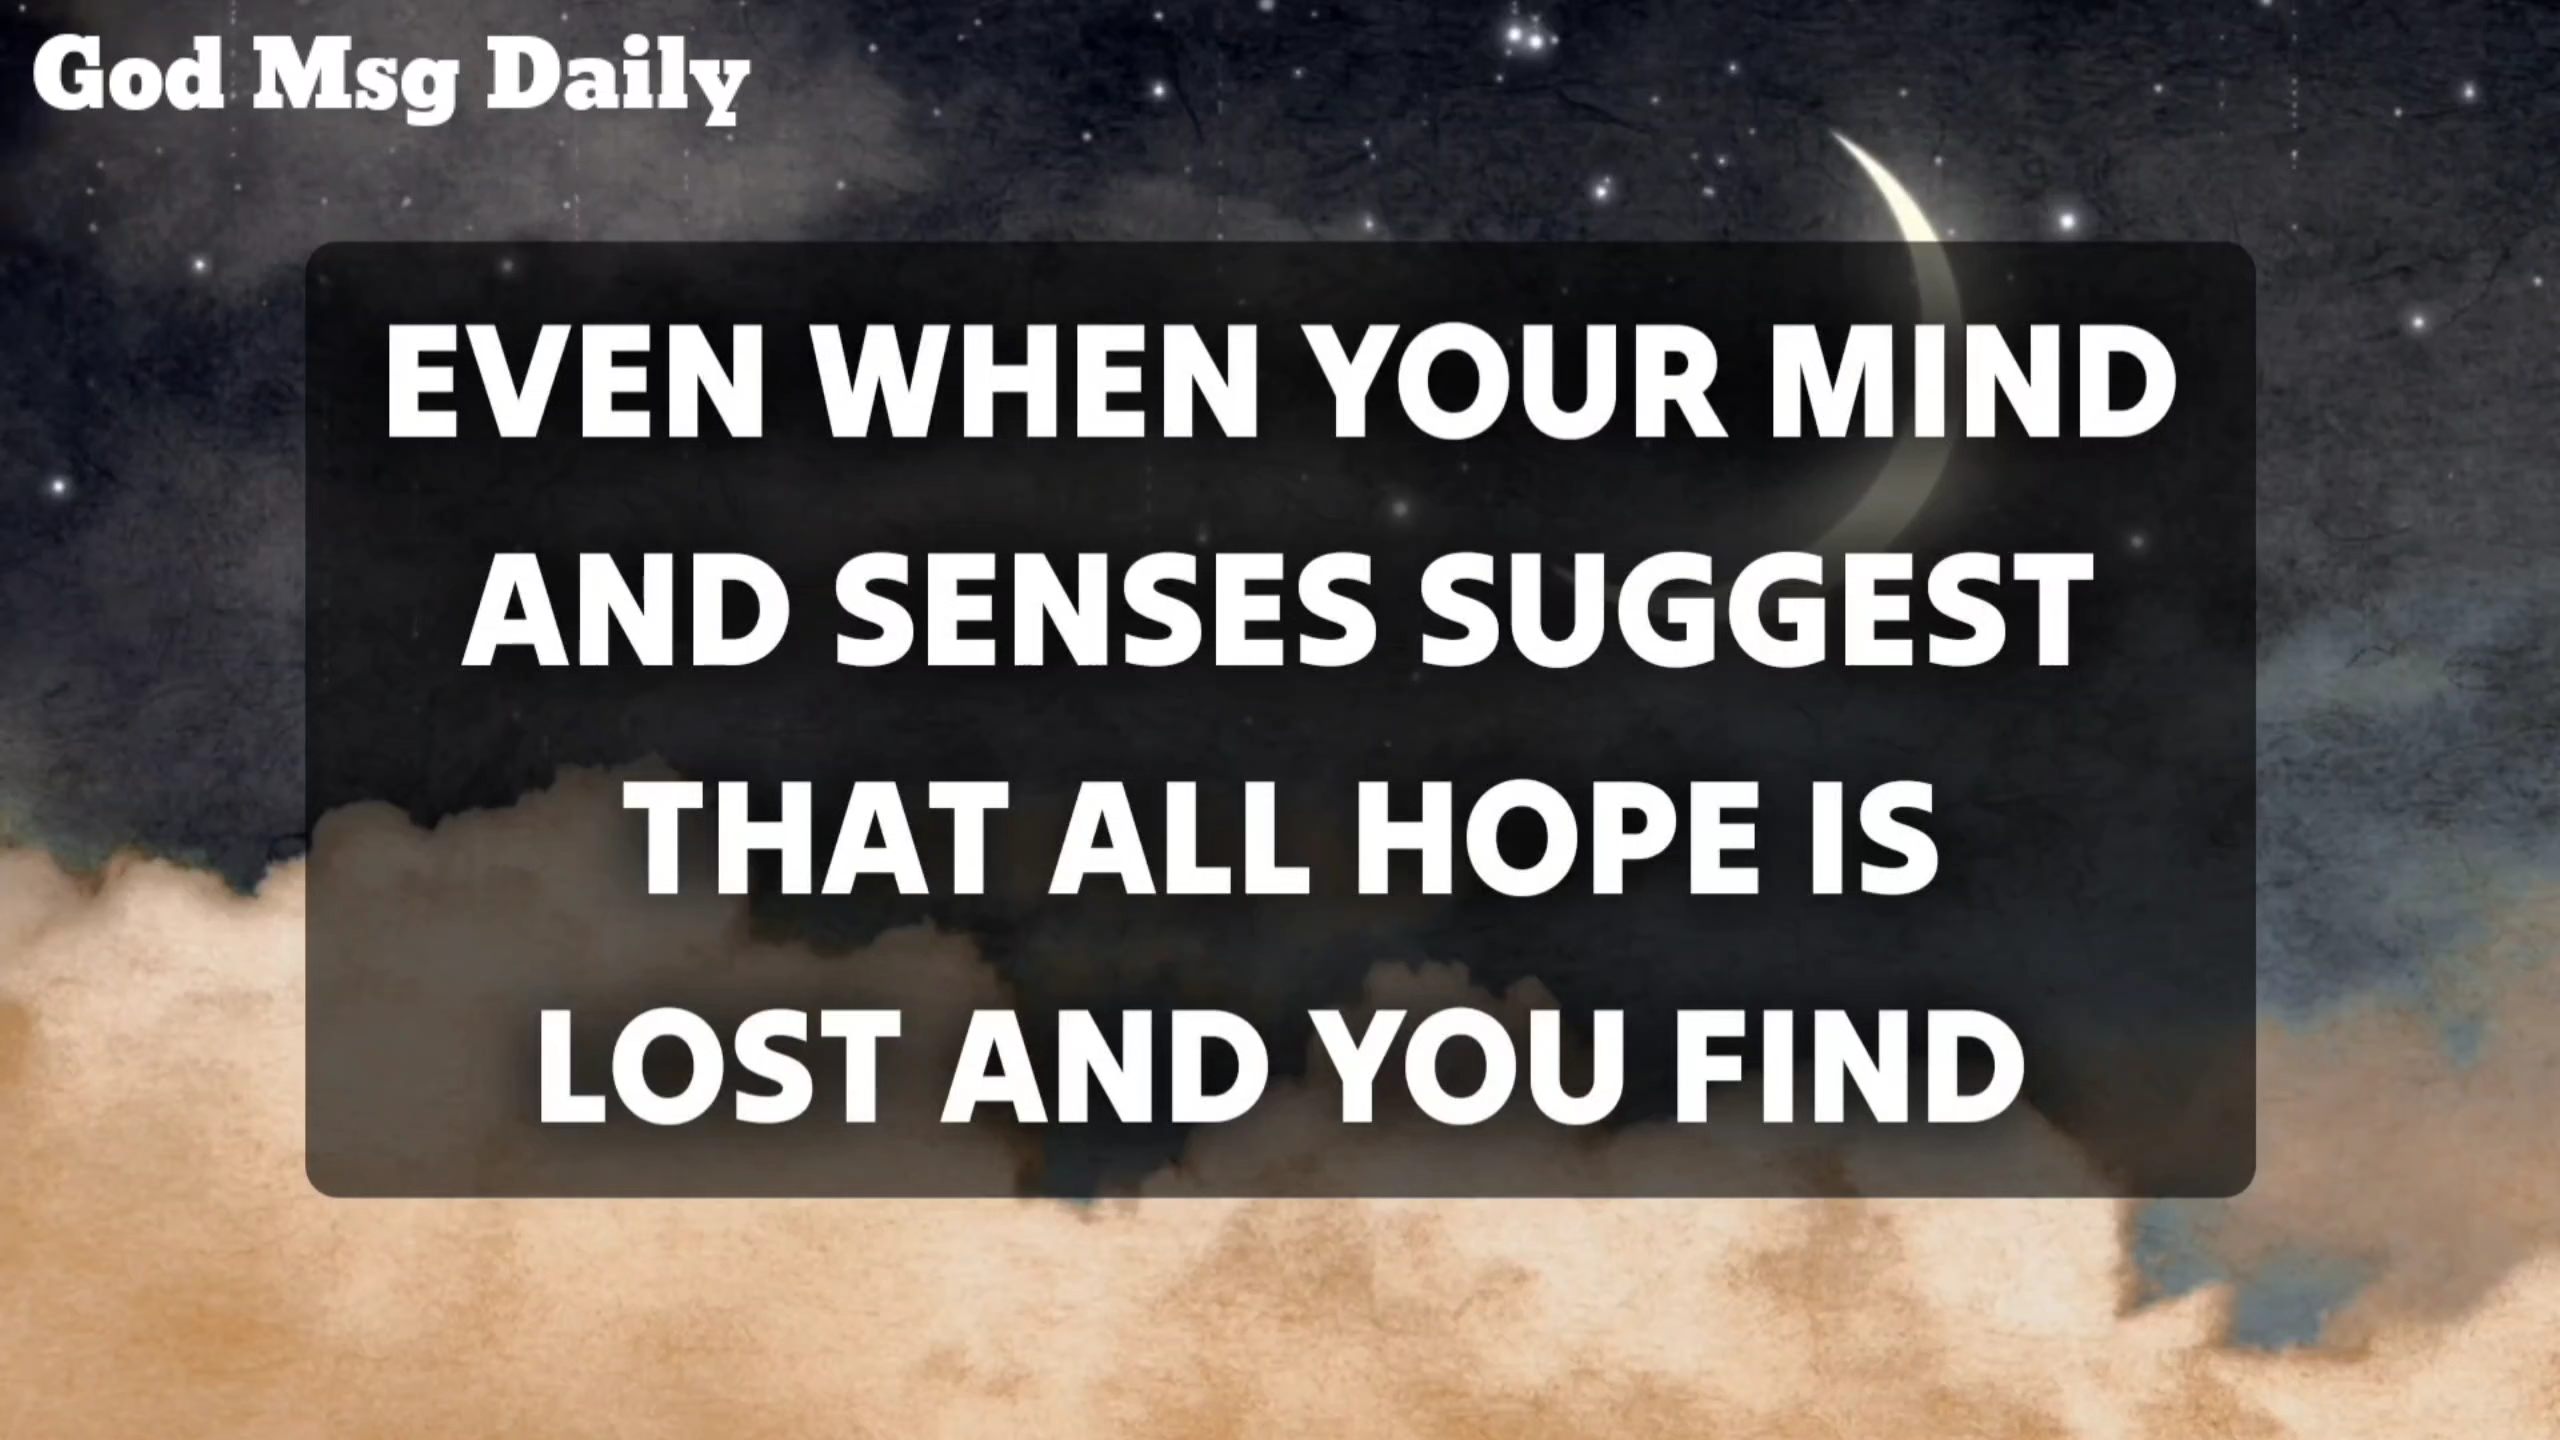 God Msg Daily
EVEN WHEN YOUR MIND
AND SENSES SUGGEST
THAT ALL HOPE IS
LOST AND YOU FIND